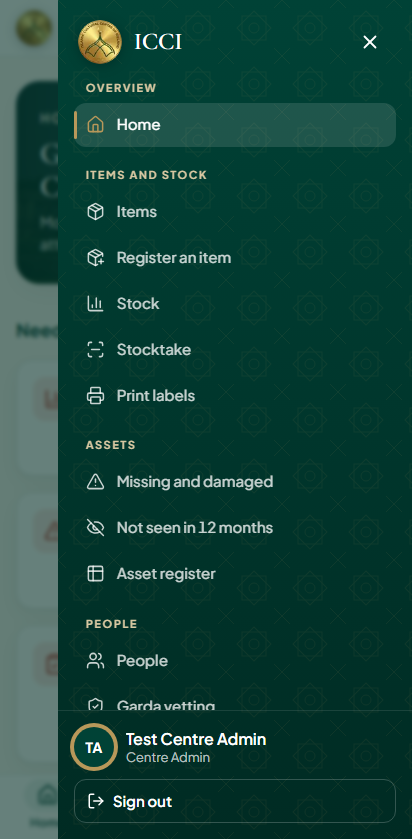 ICCI
OVERVIEW
Home
ITEMS AND STOCK
Items
Register an item
Stock
Stocktake
Print labels
ASSETS
Missing and damaged
Not seen in 12 months
Asset register
PEOPLE
People
Garda vetting
TA
Test Centre Admin
Centre Admin
Sign out